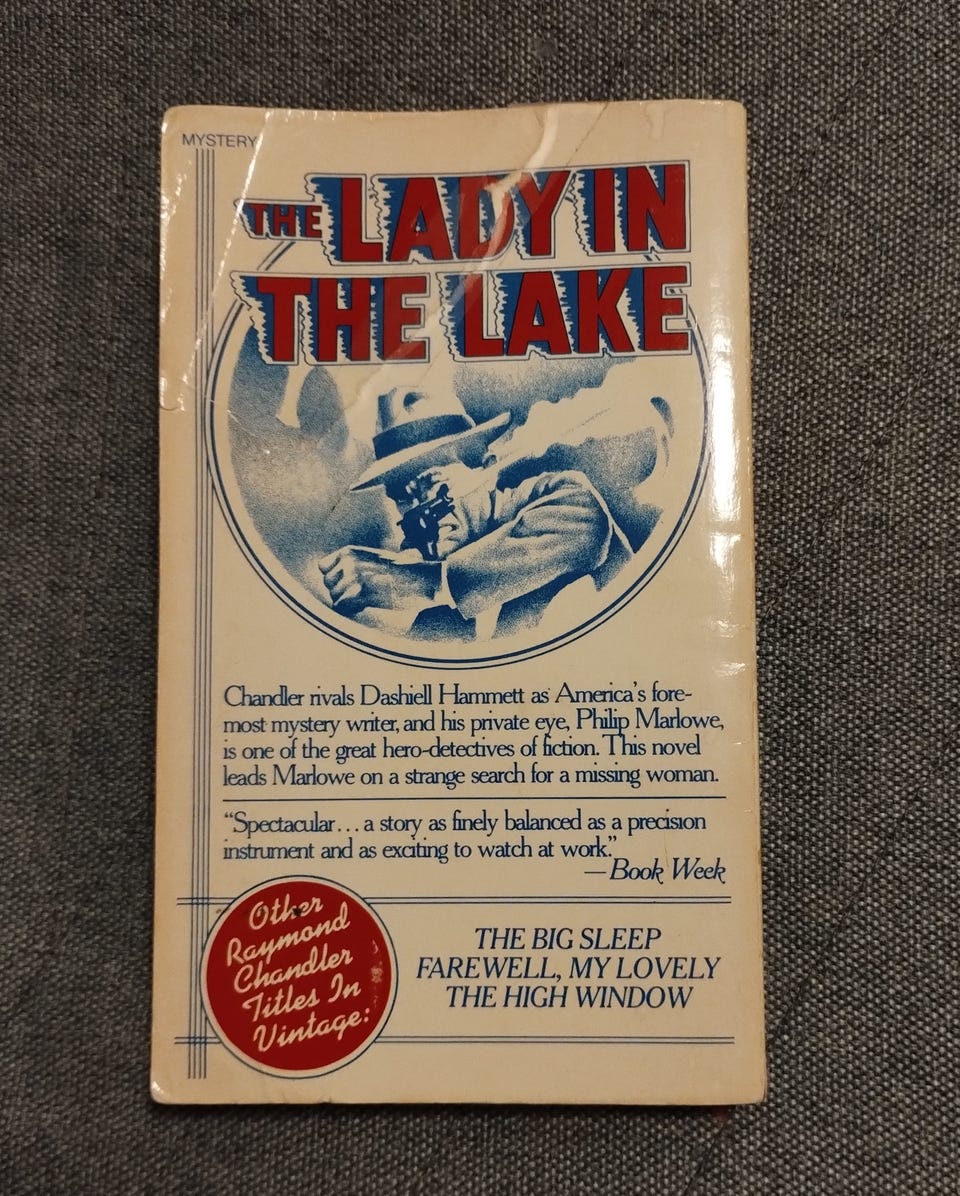 MYSTERY
THE LADY IN
THE LAKE
Chandler rivals Dashiell Hammett as America's fore-
most mystery writer, and his private eye, Philip Marlowe,
is one of the great hero-detectives of fiction. This novel
leads Marlowe on a strange search for a missing woman.
“Spectacular... a story as finely balanced as a precision
instrument and as exciting to watch at work.”
—Book Week
Other
Raymond
Chandler
Titles In
Vintage:
THE BIG SLEEP
FAREWELL, MY LOVELY
THE HIGH WINDOW